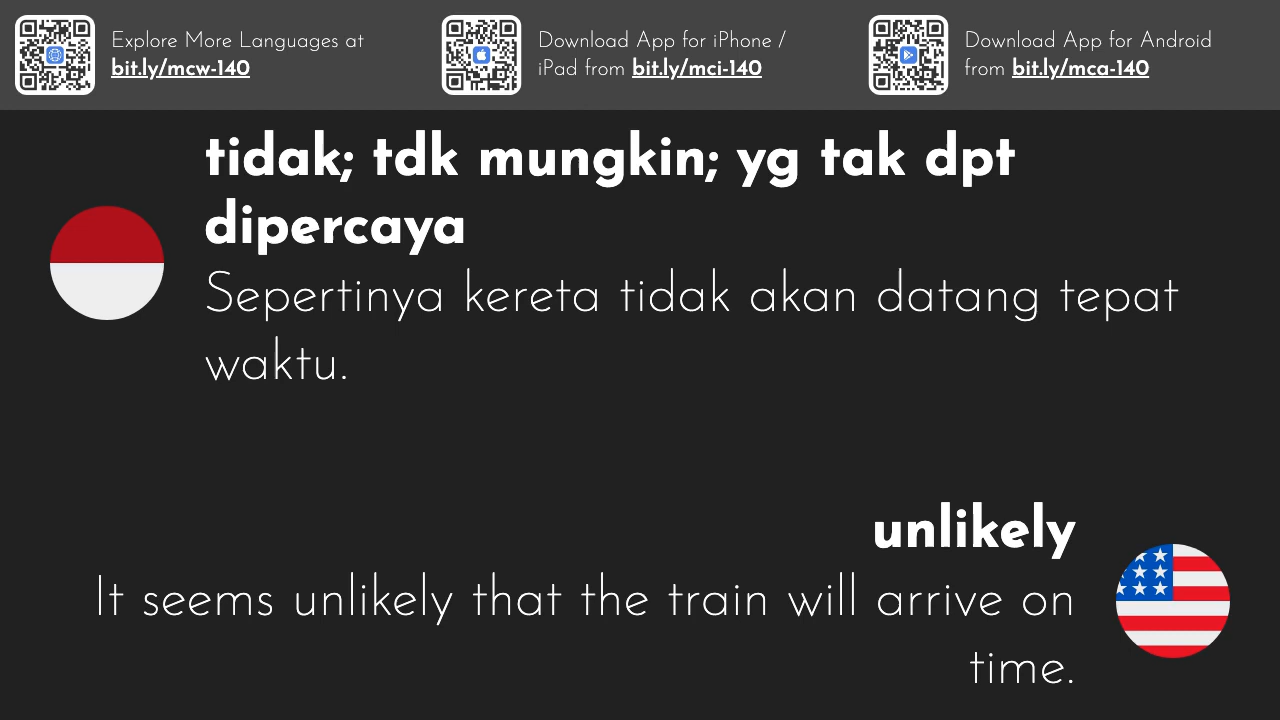 Explore More Languages at
bit.ly/mcw-140
Download App for iPhone /
iPad from bit.ly/mci-140
Download App for Android
from bit.ly/mca-140
tidak; tdk mungkin; yg tak dpt
dipercaya
Sepertinya kereta tidak akan datang tepat
waktu.
unlikely
It seems unlikely that the train will arrive on
time.